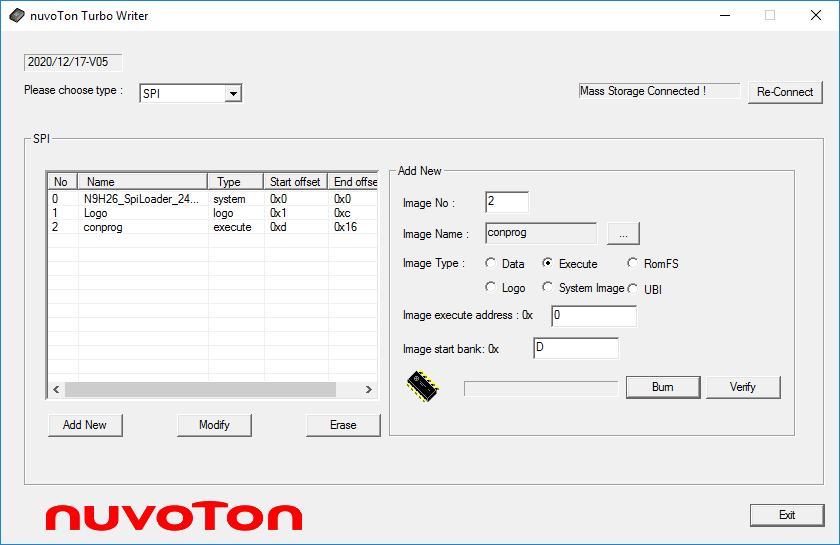 nuvoTon Turbo Writer
2020/12/17-V05
Please choose type :
SPI
Mass Storage Connected !
Re-Connect
SPI
No Name Type Start offset End offse
0 N9H26_SpiLoader_24... system 0x0 0x0
1 Logo logo 0x1 0xc
2 conprog execute 0xd 0x16
Add New
Modify
Erase
Add New
Image No : 2
Image Name : conprog ...
Image Type : Data Execute RomFS
Logo System Image UBI
Image execute address : 0x 0
Image start bank: 0x D
Burn
Verify
nuvoTon
Exit